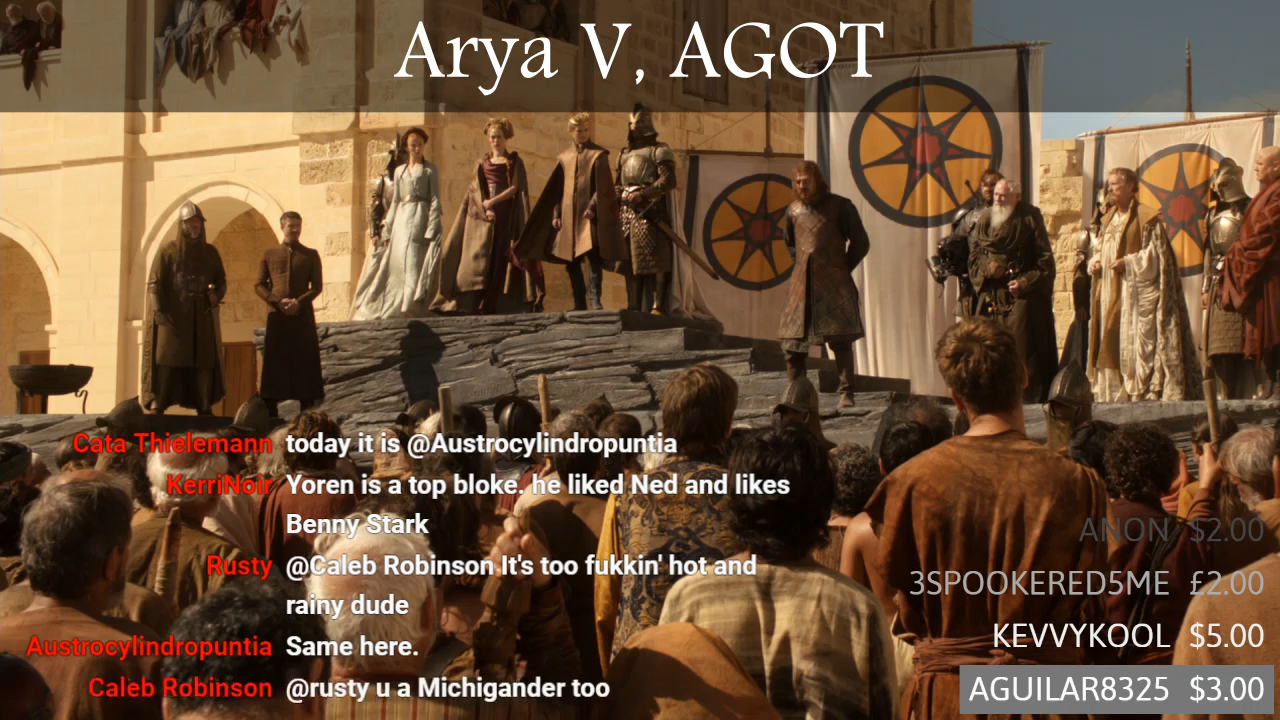 Arya V, AGOT
Cata Thielemann today it is @Austrocylindropuntia
KerriNoir Yoren is a top bloke. he liked Ned and likes
Benny Stark
Rusty @Caleb Robinson It's too fukkin' hot and
rainy dude
Austrocylindropuntia Same here.
Caleb Robinson @rusty u a Michigander too
ANON $2.00
3SPOOKERED5ME £2.00
KEVVYKOOL $5.00
AGUILAR8325 $3.00